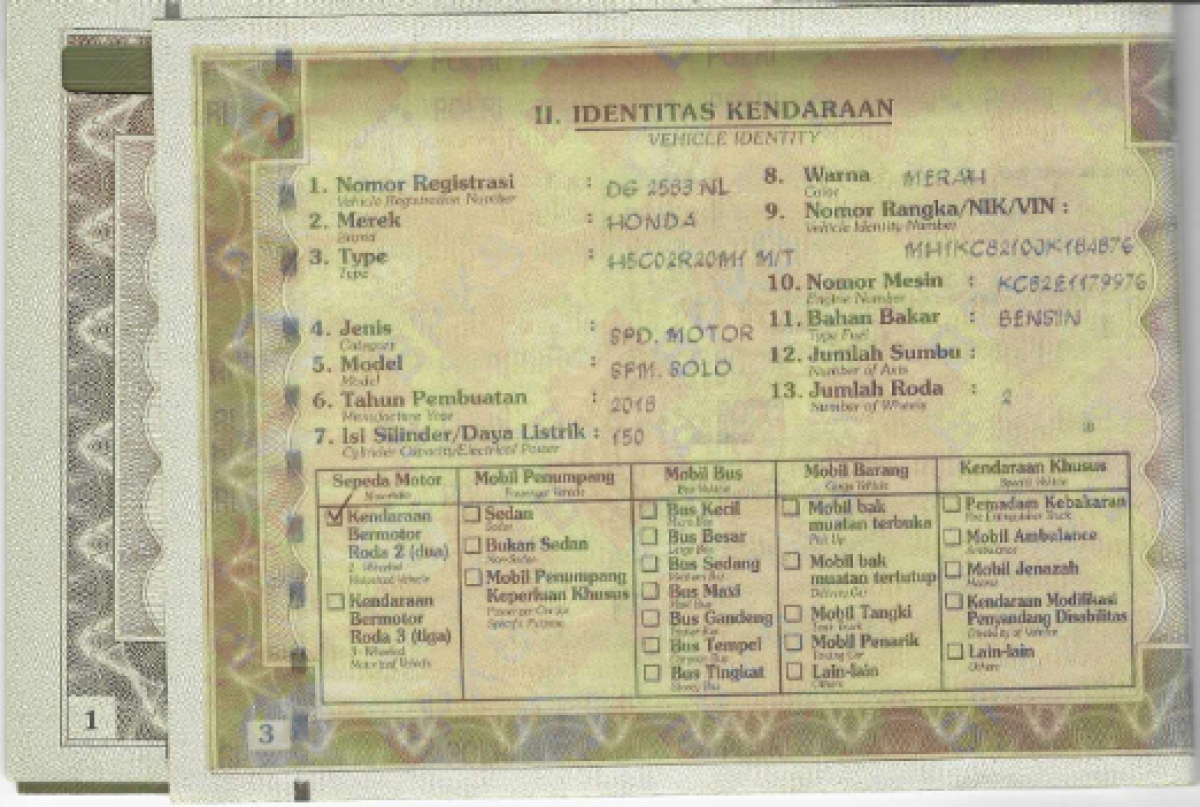 II. IDENTITAS KENDARAAN
VEHICLE IDENTITY
1. Nomor Registrasi : DG 2583 NL
Vehicle Registration Number
2. Merek : HONDA
Brand
3. Type : H5C02R20M1 M/T
Type
4. Jenis : SPD. MOTOR
Category
5. Model : SPM. SOLO
Model
6. Tahun Pembuatan : 2018
Manufacture Year
7. Isi Silinder/Daya Listrik : 150
Cylinder Capacity/Electrical Power
8. Warna MERAH
Color
9. Nomor Rangka/NIK/VIN :
Vehicle Identity Number
MH1KC8210JK184876
10. Nomor Mesin : KC82E1179976
Engine Number
11. Bahan Bakar : BENSIN
Type Fuel
12. Jumlah Sumbu :
Number of Axis
13. Jumlah Roda : 2
Number of Wheels
Sepeda Motor
Kendaraan
Bermotor
Roda 2 (dua)
2 - Wheeled
Motorized Vehicle
Kendaraan
Bermotor
Roda 3 (tiga)
3 - Wheeled
Motorized Vehicle
Mobil Penumpang
Passenger Vehicle
Sedan
Sedan
Bukan Sedan
Non-Sedan
Mobil Penumpang
Keperluan Khusus
Specific Purpose
Mobil Bus
Bus Vehicle
Bus Kecil
Micro Bus
Bus Besar
Large Bus
Bus Sedang
Medium Bus
Bus Maxi
Maxi Bus
Bus Gandeng
Bus Tempel
Bus Tingkat
Mobil Barang
Cargo Vehicle
Mobil bak
muatan terbuka
Pick Up
Mobil bak
muatan tertutup
Delivery Car
Mobil Tangki
Tank Truck
Mobil Penarik
Towing Car
Lain-lain
Others
Kendaraan Khusus
Special Vehicle
Pemadam Kebakaran
Fire Extinguisher Truck
Mobil Ambulance
Ambulance
Mobil Jenazah
Hearse
Kendaraan Modifikasi
Penyandang Disabilitas
Disability of Vehicle
Lain-lain
Others
1
3